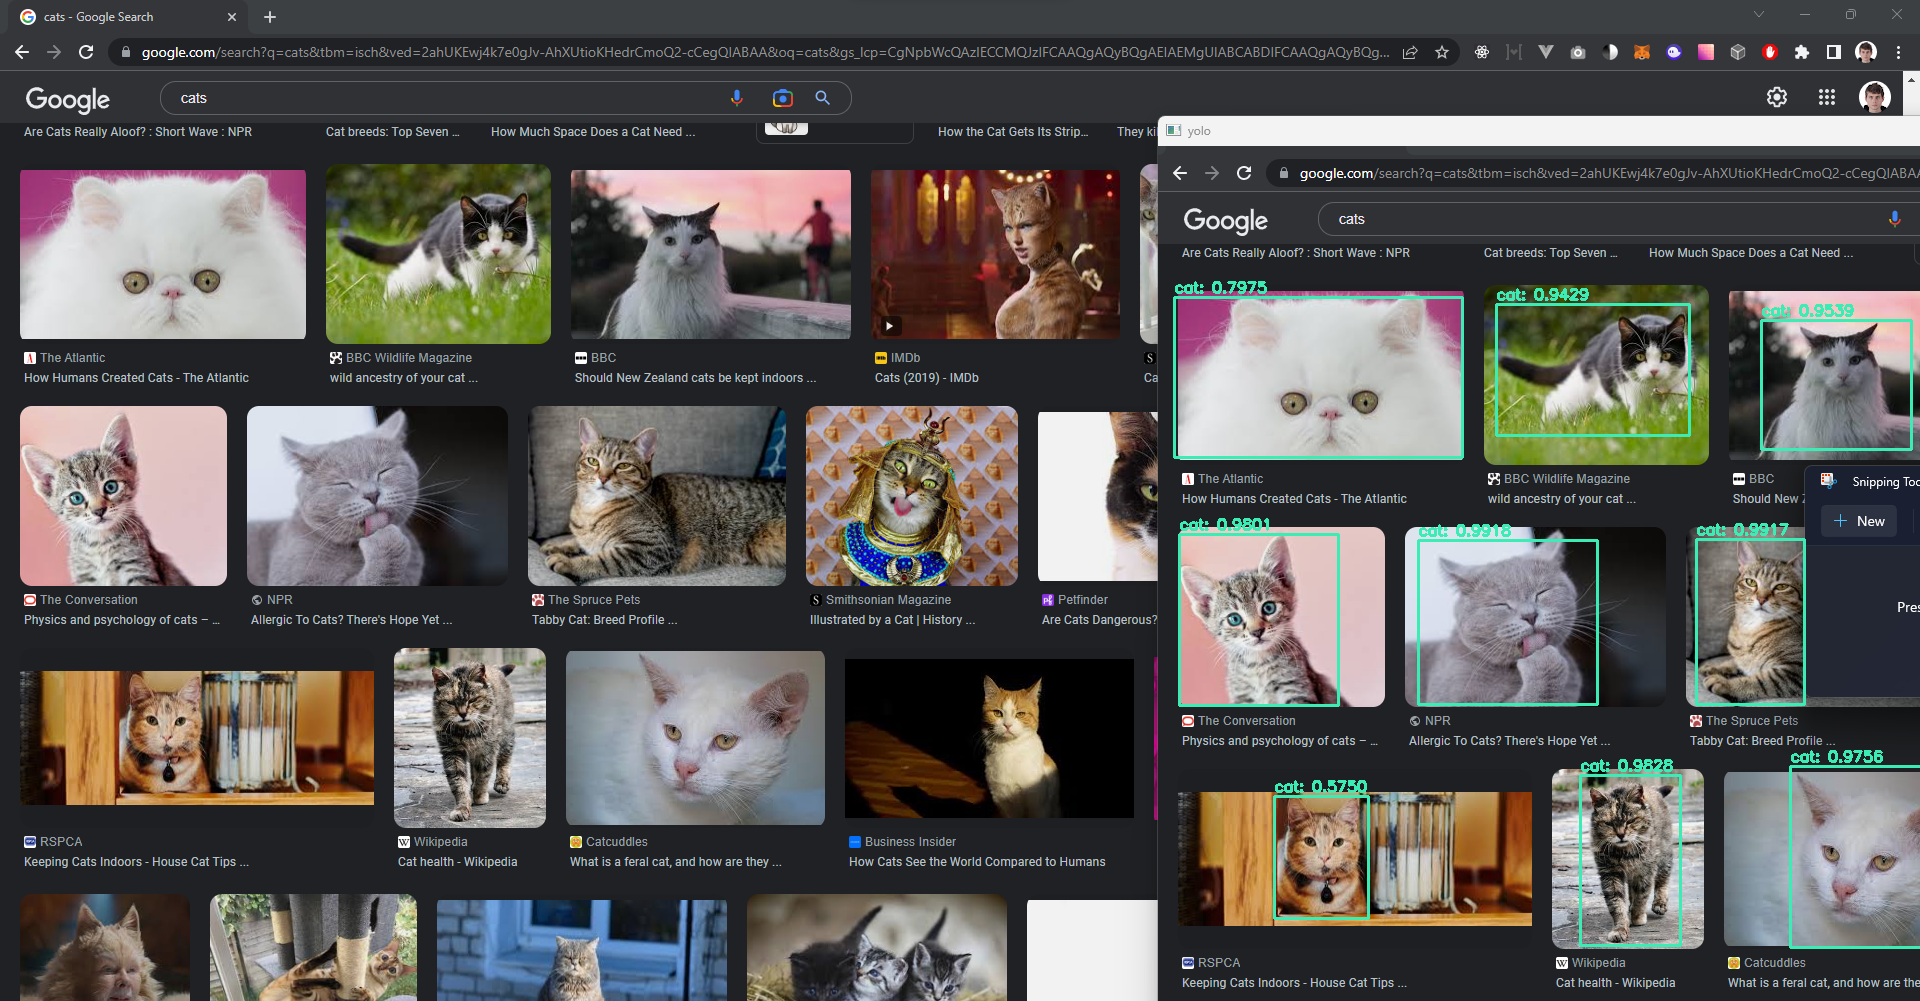 cats - Google Search
google.com/search?q=cats&tbm=isch&ved=2ahUKEwj4k7e0gJv-AhXUtioKHedrCmoQ2-cCegQIABAA&oq=cats&gs_lcp=CgNpbWcQAzIECCMQJzIFCAAQgAQyBQgAEIAEMgUIABCABDIFCAAQgAQyBQg...
Google
cats
Are Cats Really Aloof? : Short Wave : NPR
Cat breeds: Top Seven ...
How Much Space Does a Cat Need ...
How the Cat Gets Its Strip...
They ki
The Atlantic
How Humans Created Cats - The Atlantic
BBC Wildlife Magazine
wild ancestry of your cat ...
BBC
Should New Zealand cats be kept indoors ...
IMDb
Cats (2019) - IMDb
Ca
The Conversation
Physics and psychology of cats – ...
NPR
Allergic To Cats? There's Hope Yet ...
The Spruce Pets
Tabby Cat: Breed Profile ...
Smithsonian Magazine
Illustrated by a Cat | History ...
Petfinder
Are Cats Dangerous?
RSPCA
Keeping Cats Indoors - House Cat Tips ...
Wikipedia
Cat health - Wikipedia
Catcuddles
What is a feral cat, and how are they ...
Business Insider
How Cats See the World Compared to Humans
yolo
google.com/search?q=cats&tbm=isch&ved=2ahUKEwj4k7e0gJv-AhXUtioKHedrCmoQ2-cCegQIABAA
Google
cats
Are Cats Really Aloof? : Short Wave : NPR
Cat breeds: Top Seven ...
How Much Space Does a Cat Need ...
cat: 0.7975
cat: 0.9429
cat: 0.9539
The Atlantic
How Humans Created Cats - The Atlantic
BBC Wildlife Magazine
wild ancestry of your cat ...
BBC
Should New Z
Snipping Too
New
Pres
cat: 0.9801
cat: 0.9918
cat: 0.9917
The Conversation
Physics and psychology of cats – ...
NPR
Allergic To Cats? There's Hope Yet ...
The Spruce Pets
Tabby Cat: Breed Profile ...
cat: 0.5750
cat: 0.9828
cat: 0.9756
RSPCA
Keeping Cats Indoors - House Cat Tips ...
Wikipedia
Cat health - Wikipedia
Catcuddles
What is a feral cat, and how are the